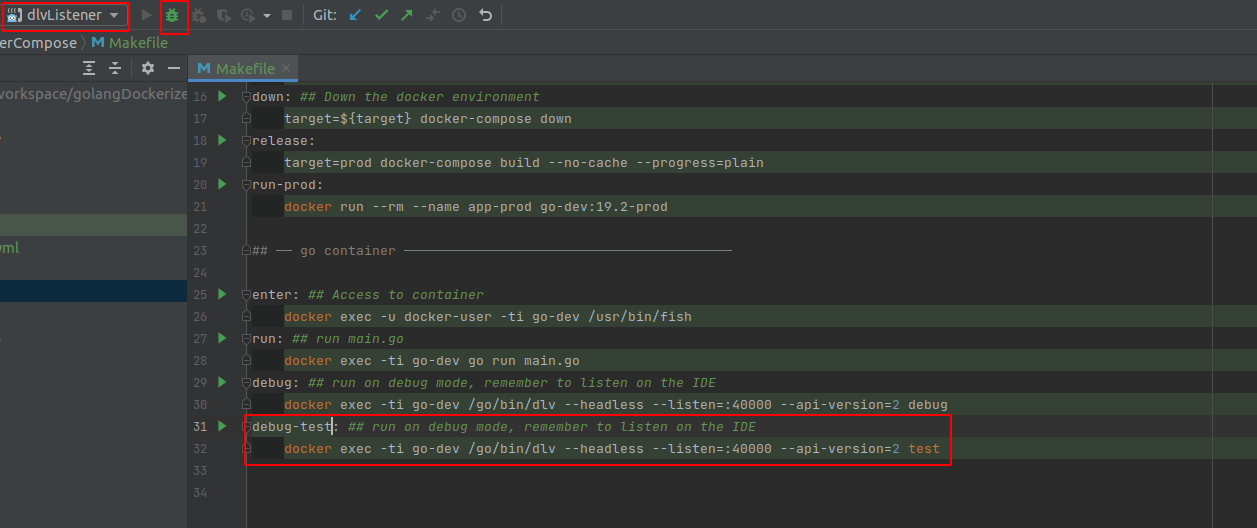 dlvListener
Git:
erCompose
Makefile
workspace/golangDockerize
Makefile
16 down: ## Down the docker environment
17 target=${target} docker-compose down
18 release:
19 target=prod docker-compose build --no-cache --progress=plain
20 run-prod:
21 docker run --rm --name app-prod go-dev:19.2-prod
22
23 ## —— go container ————————————————————————————————————————
24
25 enter: ## Access to container
26 docker exec -u docker-user -ti go-dev /usr/bin/fish
27 run: ## run main.go
28 docker exec -ti go-dev go run main.go
29 debug: ## run on debug mode, remember to listen on the IDE
30 docker exec -ti go-dev /go/bin/dlv --headless --listen=:40000 --api-version=2 debug
31 debug-test: ## run on debug mode, remember to listen on the IDE
32 docker exec -ti go-dev /go/bin/dlv --headless --listen=:40000 --api-version=2 test
33
34